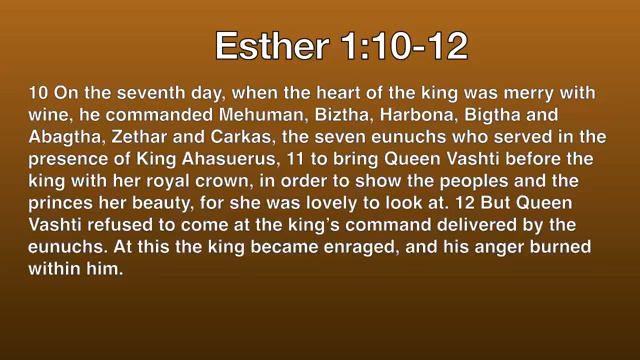 Esther 1:10-12
10 On the seventh day, when the heart of the king was merry with
wine, he commanded Mehuman, Biztha, Harbona, Bigtha and
Abagtha, Zethar and Carkas, the seven eunuchs who served in the
presence of King Ahasuerus, 11 to bring Queen Vashti before the
king with her royal crown, in order to show the peoples and the
princes her beauty, for she was lovely to look at. 12 But Queen
Vashti refused to come at the king’s command delivered by the
eunuchs. At this the king became enraged, and his anger burned
within him.